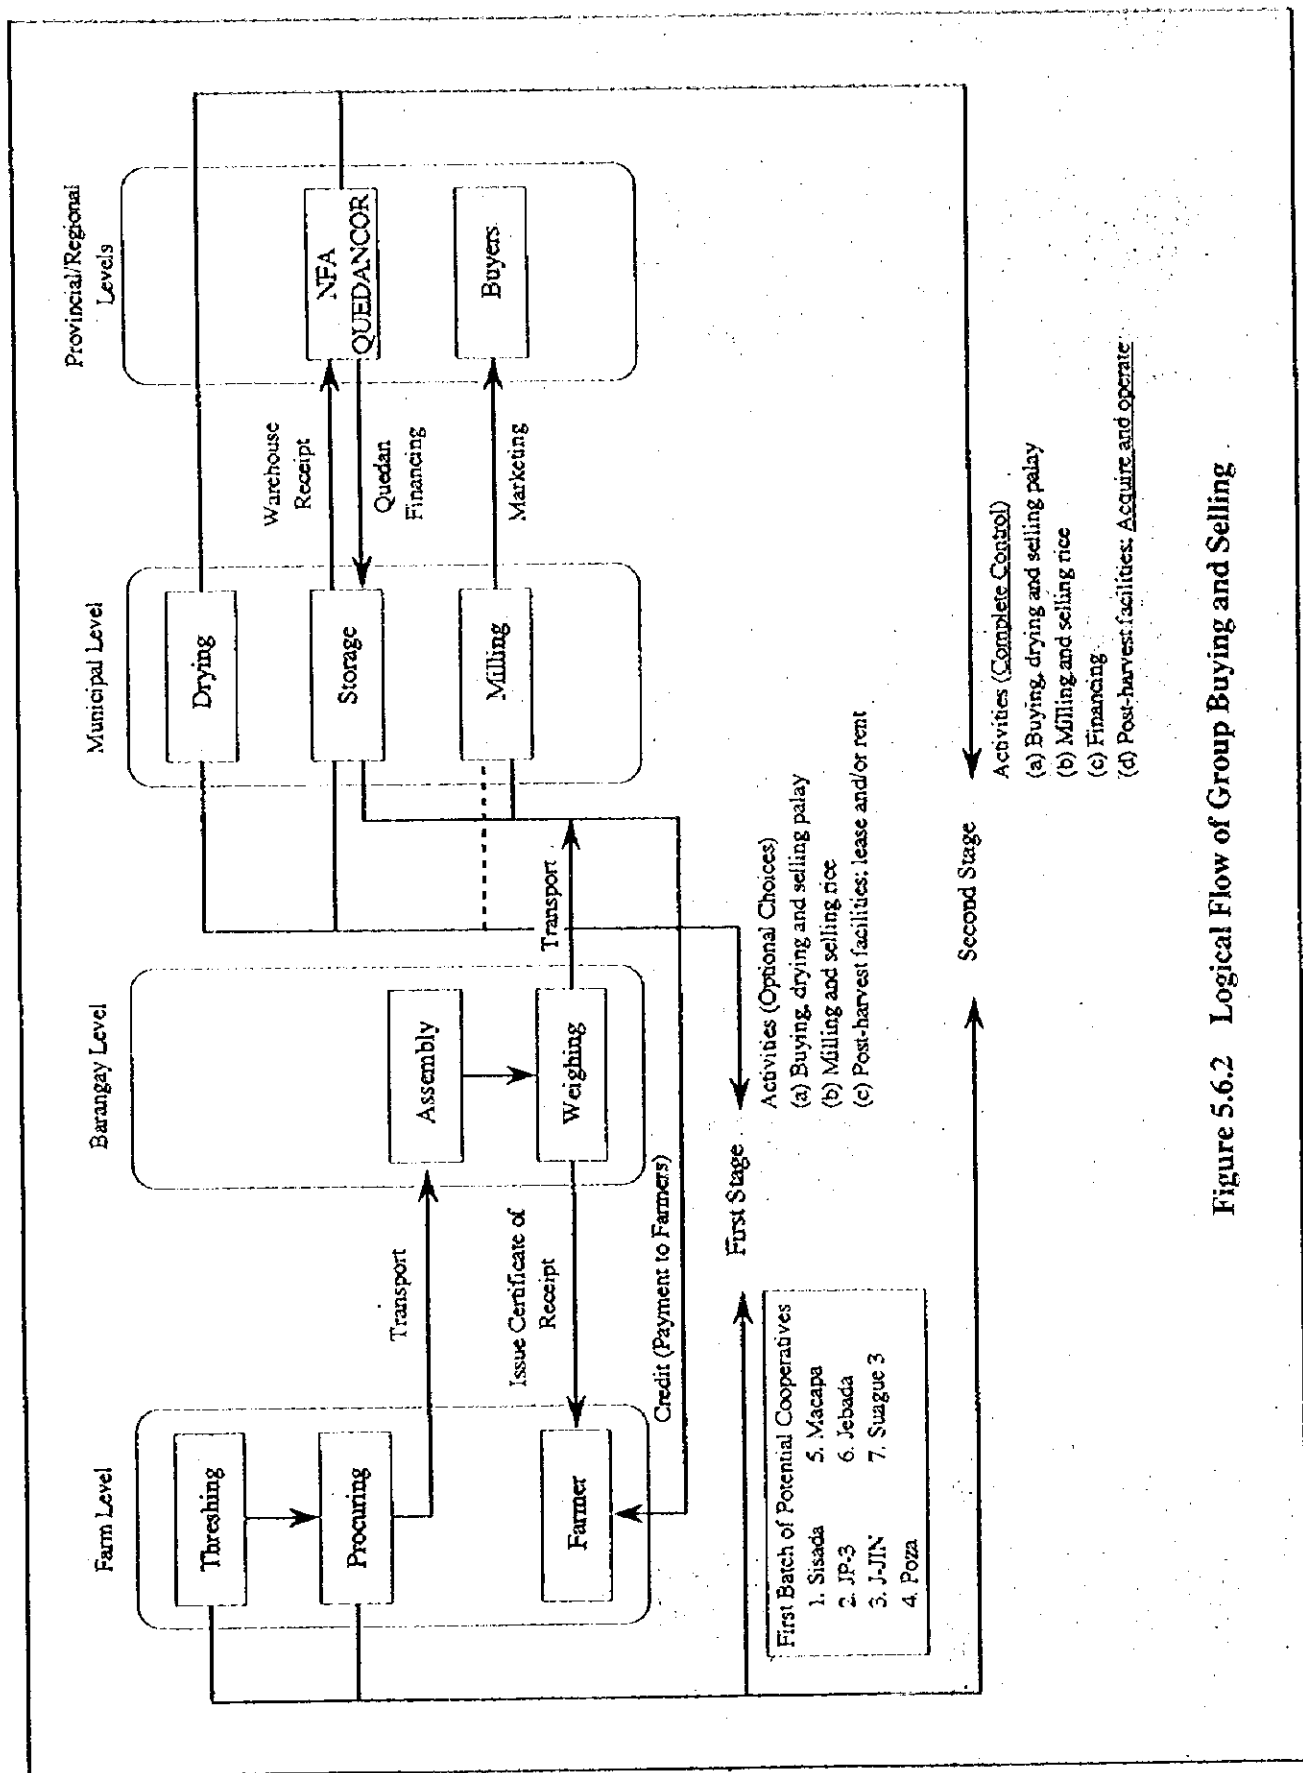 Farm Level
Threshing
Procuring
Farmer
Transport
Issue Certificate of
Receipt
Credit (Payment to Farmers)
Barangay Level
Assembly
Weighing
Transport
Municipal Level
Drying
Storage
Milling
Warehouse
Receipt
Quedan
Financing
Marketing
Provincial/Regional
Levels
NFA
QUEDANCOR
Buyers
First Batch of Potential Cooperatives
1. Sisada 5. Macapa
2. JP-3 6. Jebada
3. J-JIN 7. Suague 3
4. Poza
First Stage
Activities (Optional Choices)
(a) Buying, drying and selling palay
(b) Milling and selling rice
(c) Post-harvest facilities: lease and/or rent
Second Stage
Activities (Complete Control)
(a) Buying, drying and selling palay
(b) Milling and selling rice
(c) Financing
(d) Post-harvest facilities: Acquire and operate
Figure 5.6.2 Logical Flow of Group Buying and Selling